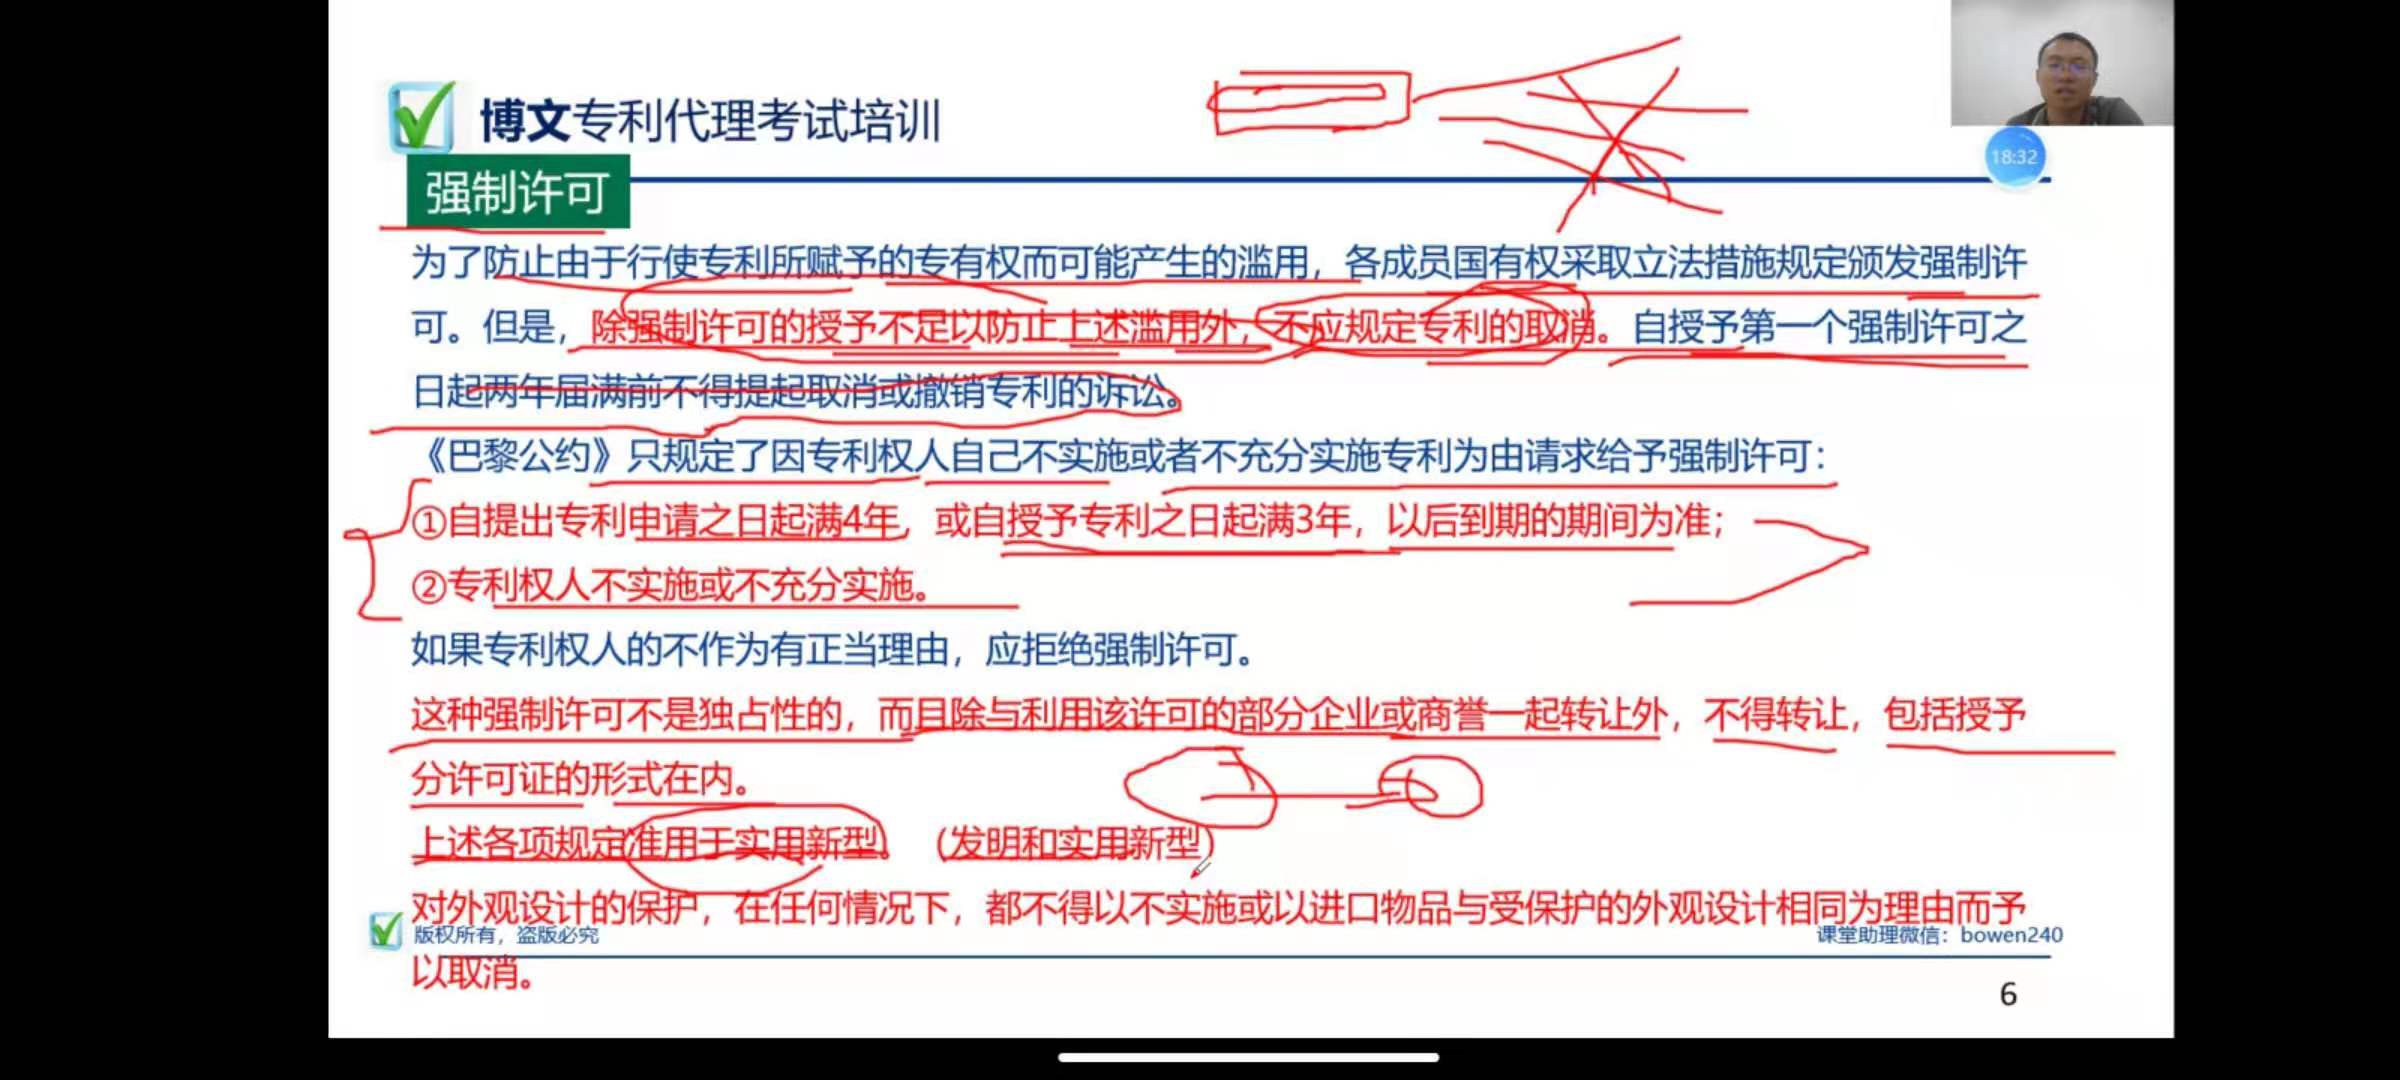 博文专利代理考试培训
18:32
强制许可
为了防止由于行使专利所赋予的专有权而可能产生的滥用，各成员国有权采取立法措施规定颁发强制许
可。但是，除强制许可的授予不足以防止上述滥用外，不应规定专利的取消。自授予第一个强制许可之
日起两年届满前不得提起取消或撤销专利的诉讼。
《巴黎公约》只规定了因专利权人自己不实施或者不充分实施专利为由请求给予强制许可：
①自提出专利申请之日起满4年，或自授予专利之日起满3年，以后到期的期间为准；
②专利权人不实施或不充分实施。
如果专利权人的不作为有正当理由，应拒绝强制许可。
这种强制许可不是独占性的，而且除与利用该许可的部分企业或商誉一起转让外，不得转让，包括授予
分许可证的形式在内。
上述各项规定准用于实用新型。（发明和实用新型）
对外观设计的保护，在任何情况下，都不得以不实施或以进口物品与受保护的外观设计相同为理由而予
以取消。
版权所有，盗版必究
课堂助理微信：bowen240
6